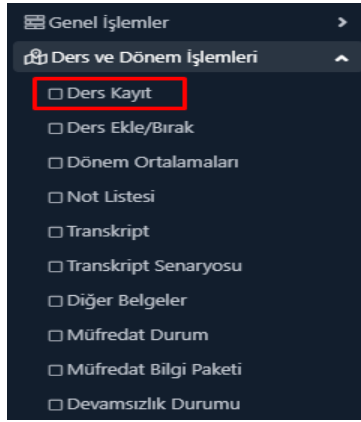 Genel İşlemler
Ders ve Dönem İşlemleri
Ders Kayıt
Ders Ekle/Bırak
Dönem Ortalamaları
Not Listesi
Transkript
Transkript Senaryosu
Diğer Belgeler
Müfredat Durum
Müfredat Bilgi Paketi
Devamsızlık Durumu